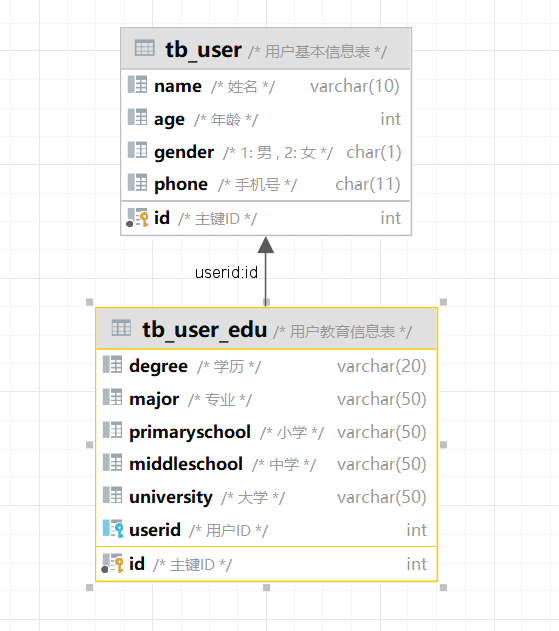 tb_user /* 用户基本信息表 */
name /* 姓名 */ varchar(10)
age /* 年龄 */ int
gender /* 1: 男 , 2: 女 */ char(1)
phone /* 手机号 */ char(11)
id /* 主键ID */ int
userid:id
tb_user_edu /* 用户教育信息表 */
degree /* 学历 */ varchar(20)
major /* 专业 */ varchar(50)
primaryschool /* 小学 */ varchar(50)
middleschool /* 中学 */ varchar(50)
university /* 大学 */ varchar(50)
userid /* 用户ID */ int
id /* 主键ID */ int